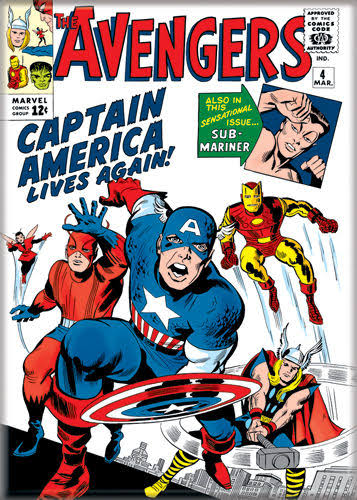 THE AVENGERS
APPROVED
BY THE
COMICS
CODE
AUTHORITY
IND.
4
MAR.
MARVEL
COMICS
GROUP
12¢
CAPTAIN
AMERICA
LIVES AGAIN!
ALSO IN
THIS
SENSATIONAL
ISSUE...
SUB-
MARINER
A